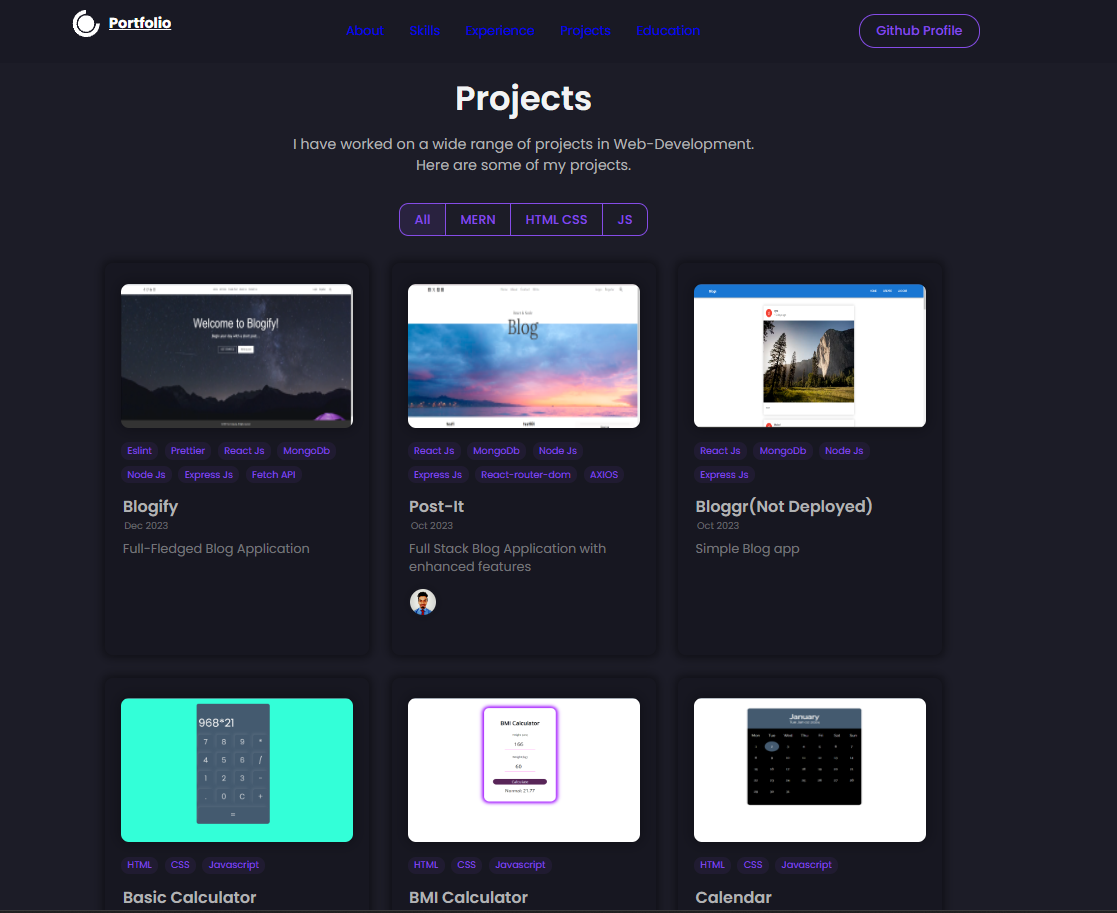 Portfolio
About Skills Experience Projects Education
Github Profile
Projects
I have worked on a wide range of projects in Web-Development.
Here are some of my projects.
All MERN HTML CSS JS
Welcome to Blogify!
Eslint Prettier React Js MongoDb
Node Js Express Js Fetch API
Blogify
Dec 2023
Full-Fledged Blog Application
Blog
React Js MongoDb Node Js
Express Js React-router-dom AXIOS
Post-It
Oct 2023
Full Stack Blog Application with
enhanced features
Blog
React Js MongoDb Node Js
Express Js
Bloggr(Not Deployed)
Oct 2023
Simple Blog app
968*21
7 8 9 *
4 5 6 /
1 2 3 -
. 0 C +
=
HTML CSS Javascript
Basic Calculator
BMI Calculator
166
68
Calculate
Normal 21.77
HTML CSS Javascript
BMI Calculator
January
Mon Tue Wed Thu Fri Sat Sun
HTML CSS Javascript
Calendar